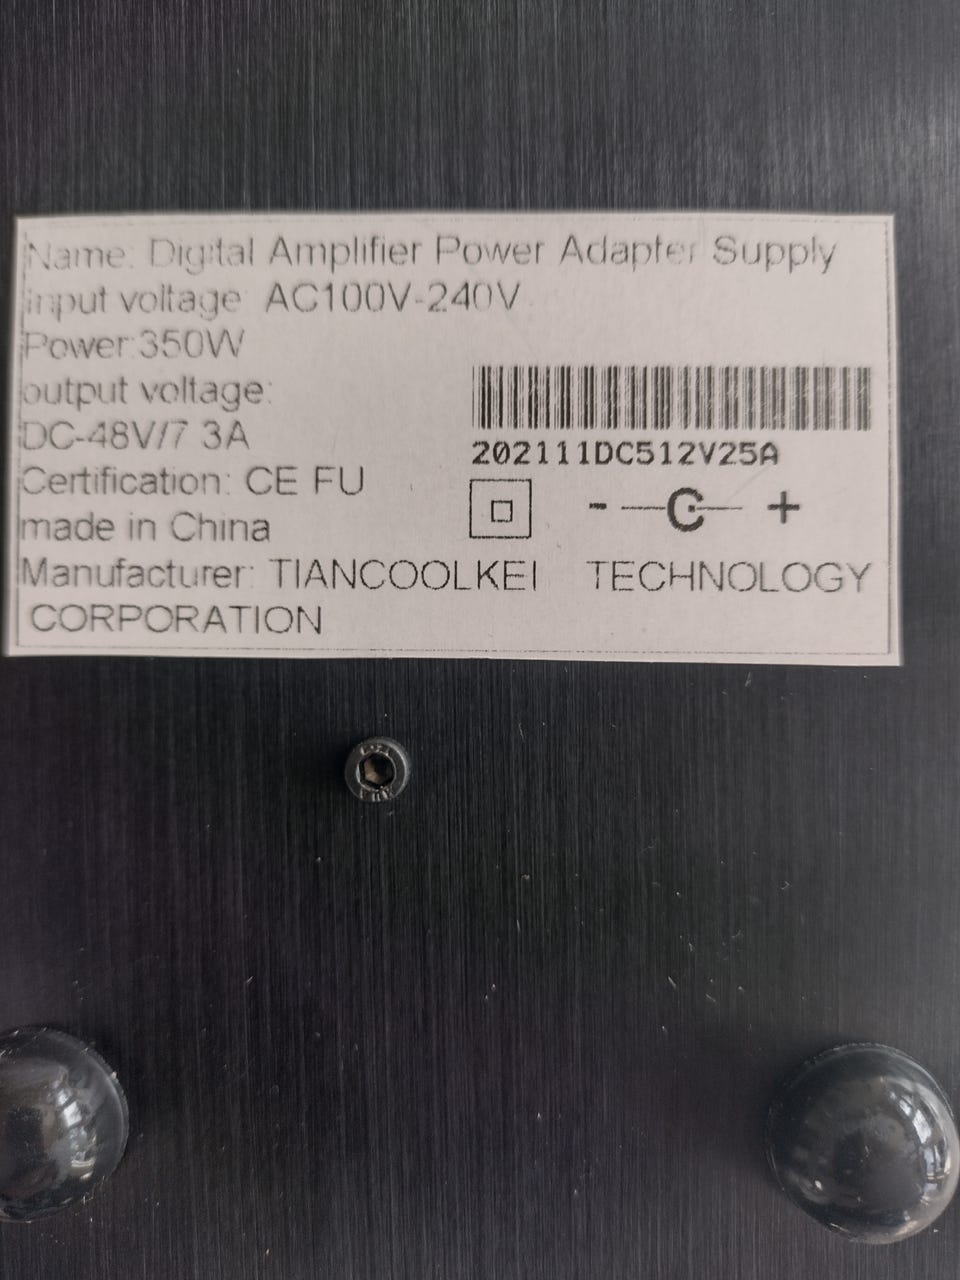 Name: Digital Amplifier Power Adapter Supply
input voltage: AC100V-240V
Power:350W
output voltage:
DC-48V/7.3A
202111DC512V25A
Certification: CE FU
- C +
made in China
Manufacturer: TIANCOOLKEI TECHNOLOGY
CORPORATION